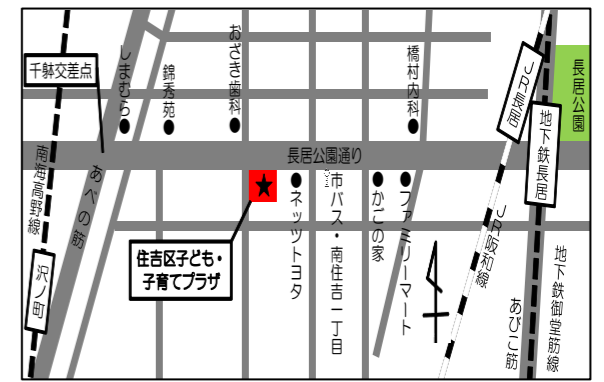 千躰交差点
しまむら
錦秀苑
おざき歯科
橋村内科
JR長居
地下鉄長居
長居公園
長居公園通り
南海高野線
あべの筋
沢ノ町
住吉区子ども・
子育てプラザ
ネッツトヨタ
市バス・南住吉一丁目
かごの家
ファミリーマート
JR阪和線
あびこ筋
地下鉄御堂筋線